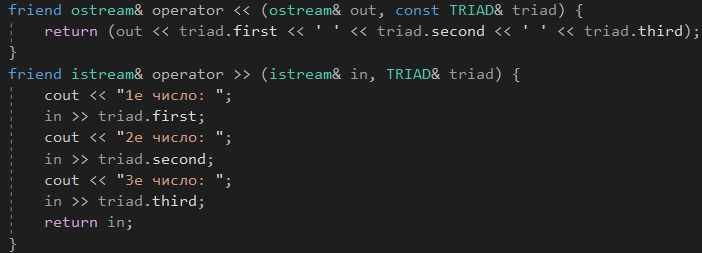 friend ostream& operator << (ostream& out, const TRIAD& triad) {
return (out << triad.first << ' ' << triad.second << ' ' << triad.third);
}
friend istream& operator >> (istream& in, TRIAD& triad) {
cout << "1е число: ";
in >> triad.first;
cout << "2е число: ";
in >> triad.second;
cout << "3е число: ";
in >> triad.third;
return in;
}